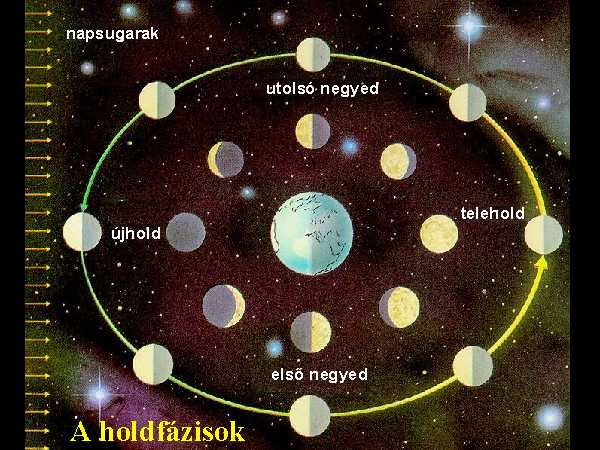 napsugarak
utolsó negyed
telehold
újhold
első negyed
A holdfázisok